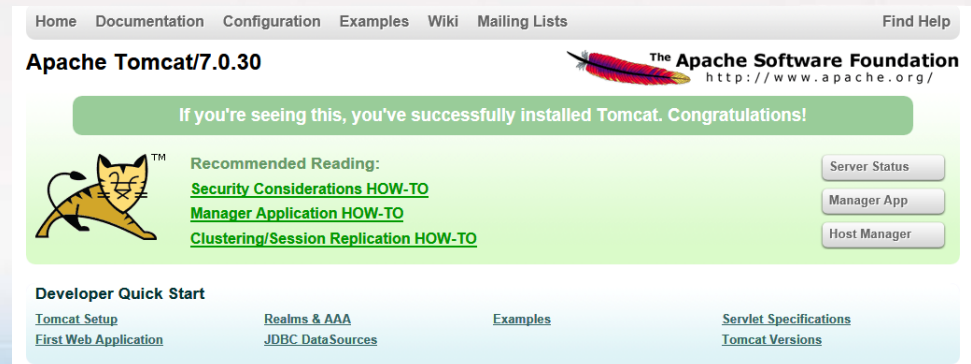 Home Documentation Configuration Examples Wiki Mailing Lists Find Help
Apache Tomcat/7.0.30
The Apache Software Foundation
http://www.apache.org/
If you're seeing this, you've successfully installed Tomcat. Congratulations!
TM
Recommended Reading:
Security Considerations HOW-TO
Manager Application HOW-TO
Clustering/Session Replication HOW-TO
Server Status
Manager App
Host Manager
Developer Quick Start
Tomcat Setup Realms & AAA Examples Servlet Specifications
First Web Application JDBC DataSources Tomcat Versions